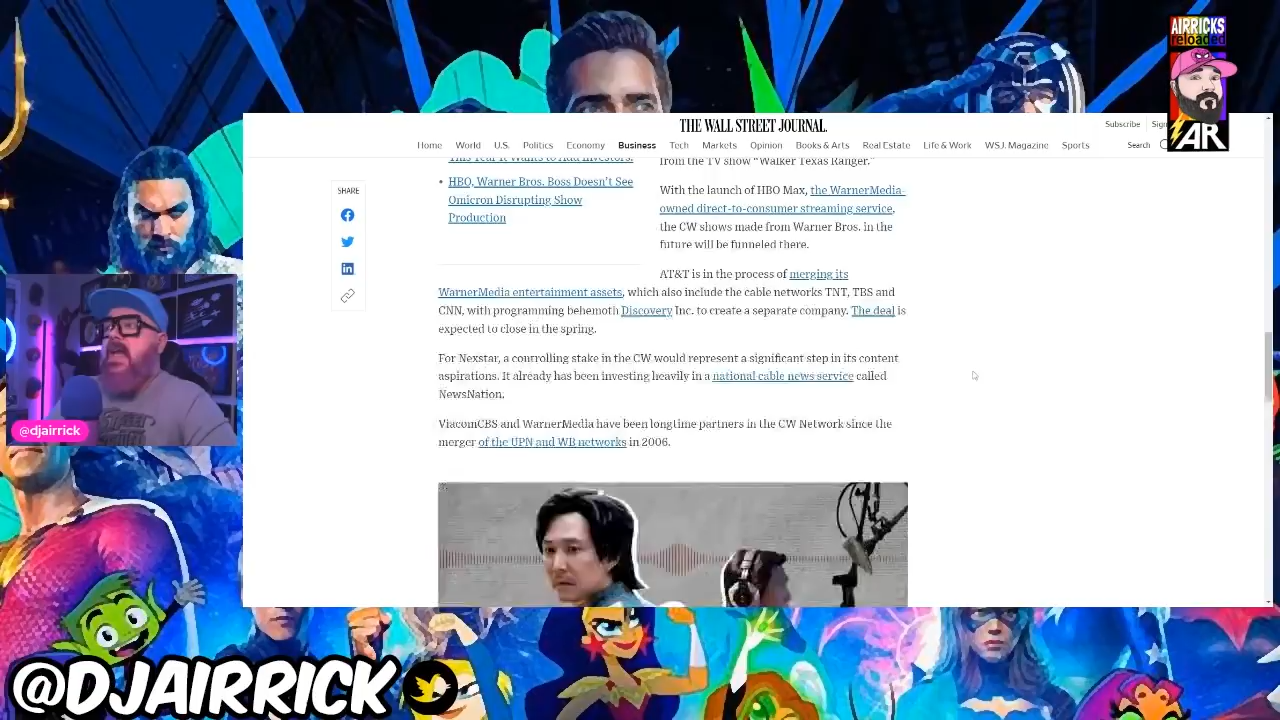 AIRRICKS
reloaded
AR
THE WALL STREET JOURNAL.
Subscribe
Home World U.S. Politics Economy Business Tech Markets Opinion Books & Arts Real Estate Life & Work WSJ. Magazine Sports
Search
SHARE
This Year It Wants to Add Investors.
• HBO, Warner Bros. Boss Doesn't See
Omicron Disrupting Show
Production
from the TV show "Walker Texas Ranger."
With the launch of HBO Max, the WarnerMedia-
owned direct-to-consumer streaming service,
the CW shows made from Warner Bros. in the
future will be funneled there.
AT&T is in the process of merging its
WarnerMedia entertainment assets, which also include the cable networks TNT, TBS and
CNN, with programming behemoth Discovery Inc. to create a separate company. The deal is
expected to close in the spring.
For Nexstar, a controlling stake in the CW would represent a significant step in its content
aspirations. It already has been investing heavily in a national cable news service called
NewsNation.
ViacomCBS and WarnerMedia have been longtime partners in the CW Network since the
merger of the UPN and WB networks in 2006.
@djairrick
@DJAIRRICK